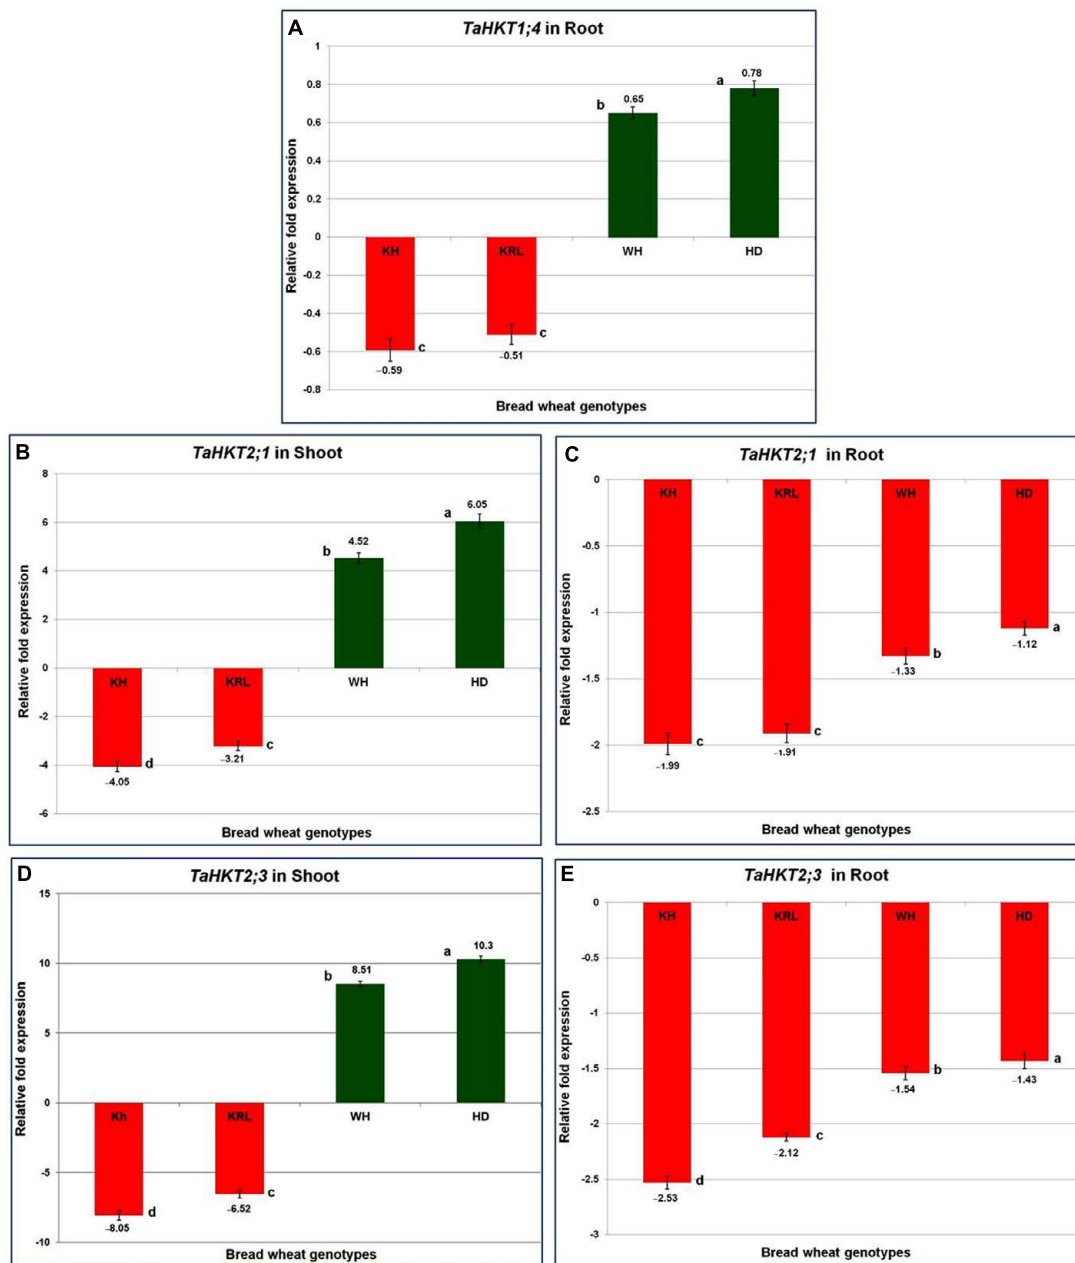 A
TaHKT1;4 in Root
Relative fold expression
1
0.8
0.6
0.4
0.2
0
-0.2
-0.4
-0.6
-0.8
KH
KRL
WH
HD
c
–0.59
c
–0.51
b
0.65
a
0.78
Bread wheat genotypes
B
TaHKT2;1 in Shoot
Relative fold expression
8
6
4
2
0
-2
-4
-6
KH
KRL
WH
HD
d
–4.05
c
–3.21
b
4.52
a
6.05
Bread wheat genotypes
C
TaHKT2;1 in Root
Relative fold expression
0
-0.5
-1
-1.5
-2
-2.5
KH
KRL
WH
HD
c
–1.99
c
–1.91
b
–1.33
a
–1.12
Bread wheat genotypes
D
TaHKT2;3 in Shoot
Relative fold expression
15
10
5
0
-5
-10
Kh
KRL
WH
HD
d
–8.05
c
–6.52
b
8.51
a
10.3
Bread wheat genotypes
E
TaHKT2;3 in Root
Relative fold expression
0
-0.5
-1
-1.5
-2
-2.5
-3
KH
KRL
WH
HD
d
–2.53
c
–2.12
b
–1.54
a
–1.43
Bread wheat genotypes